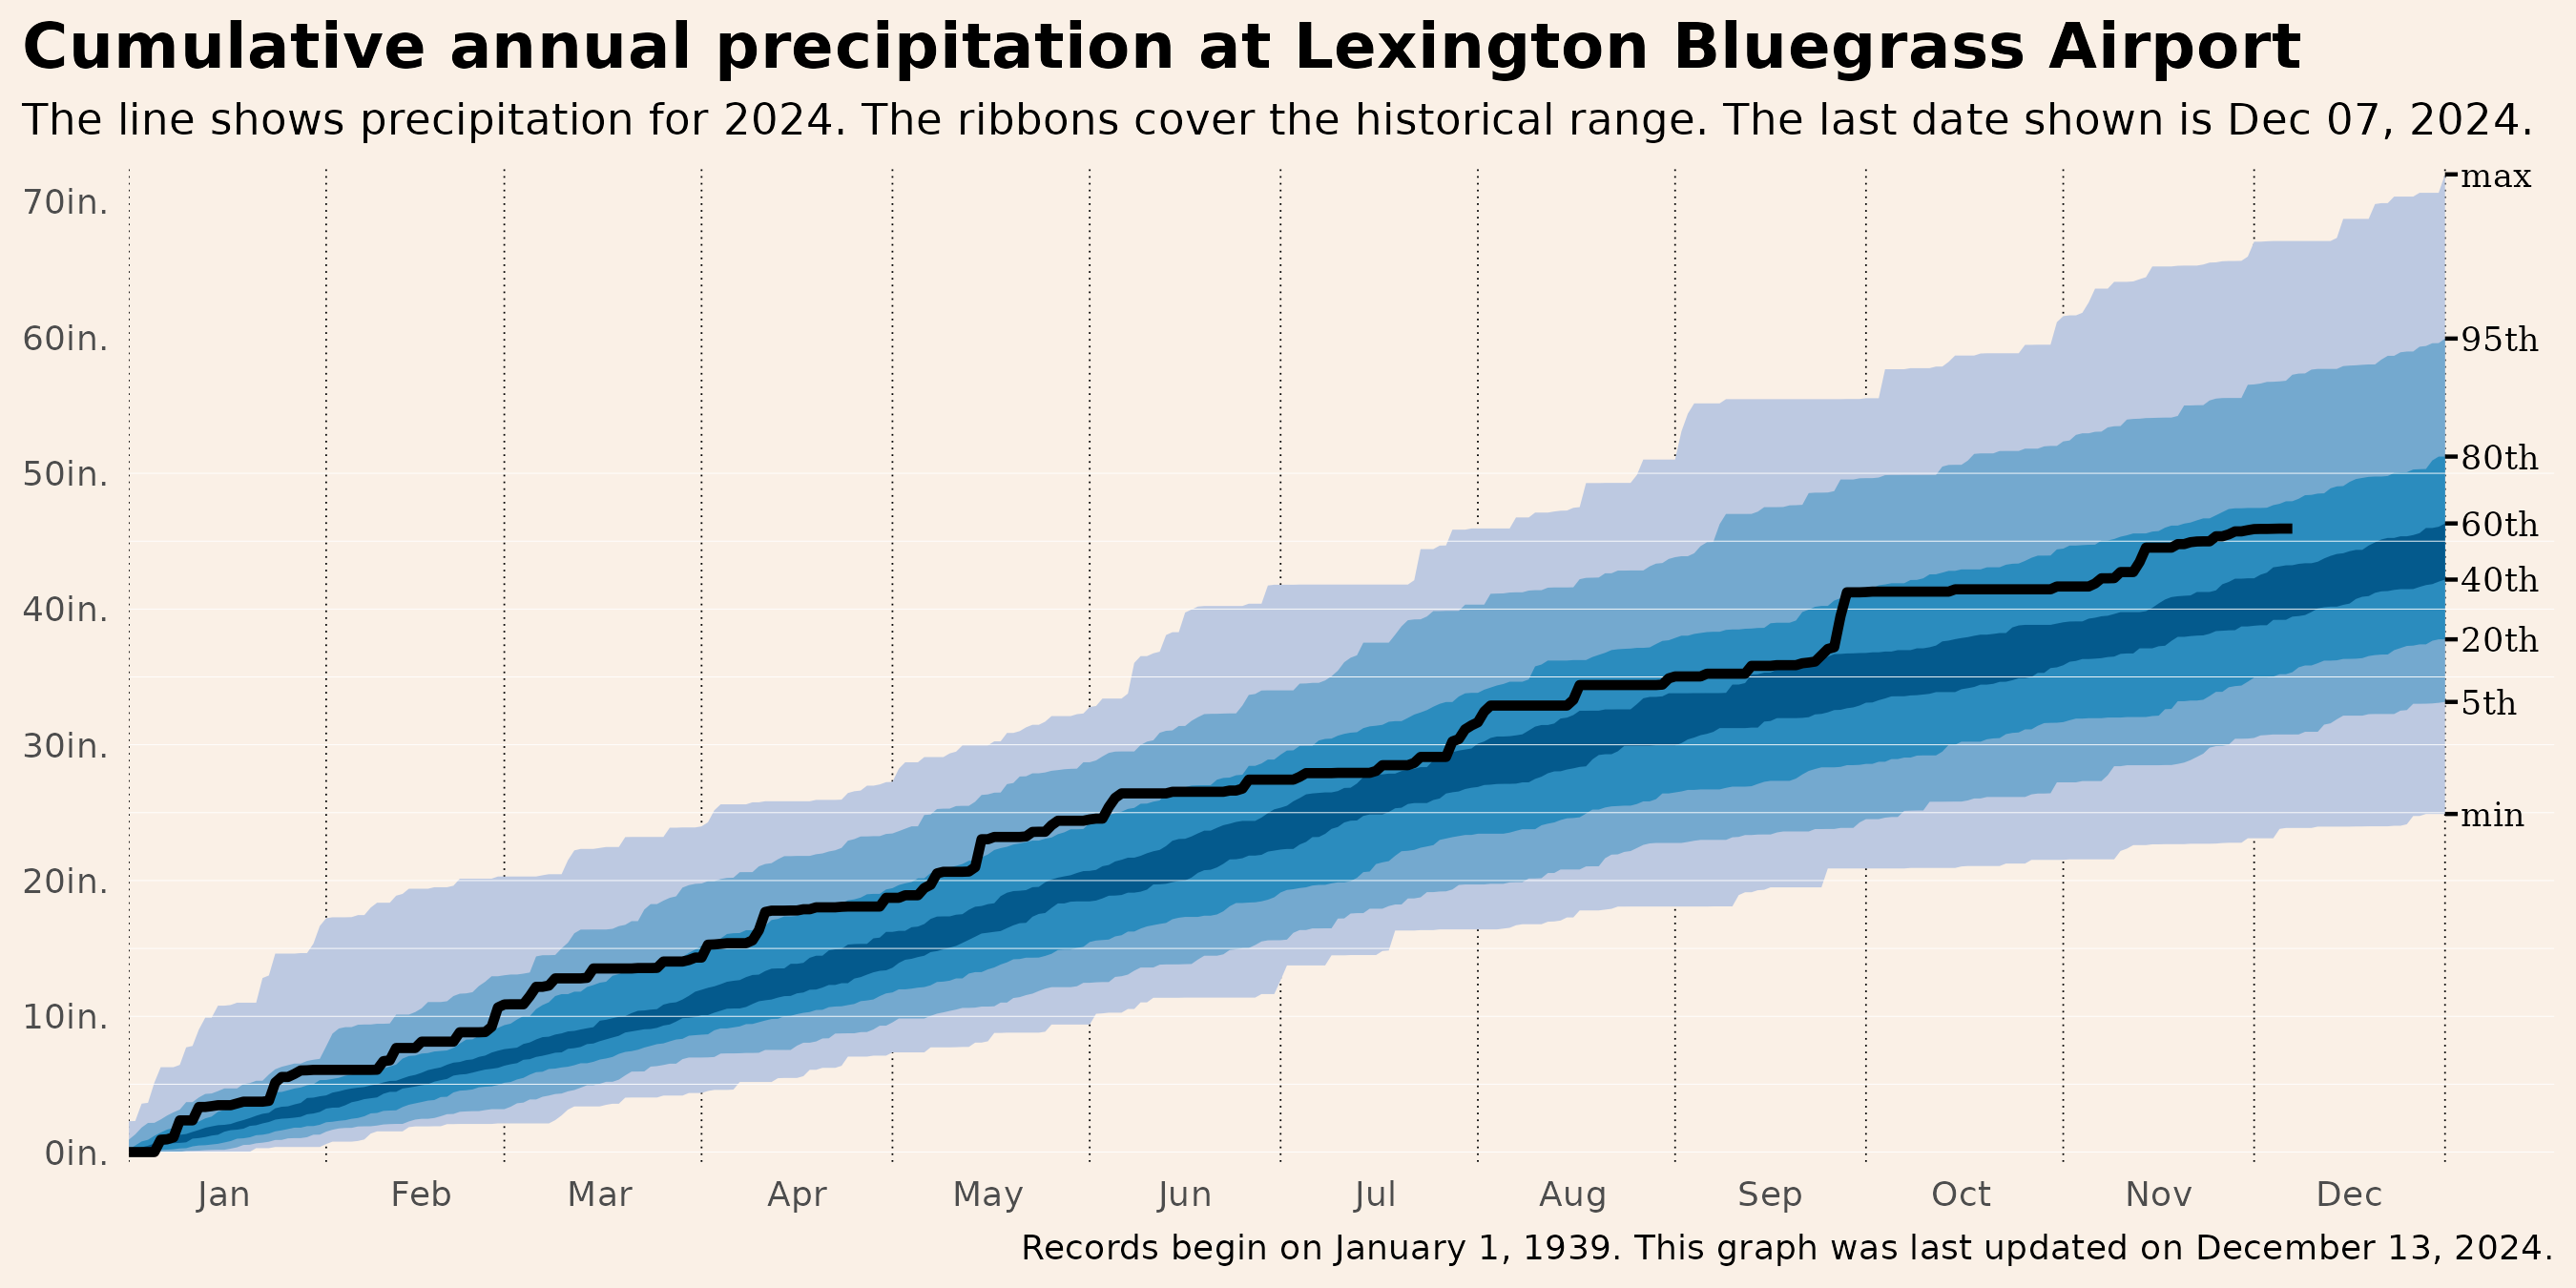 Cumulative annual precipitation at Lexington Bluegrass Airport
The line shows precipitation for 2024. The ribbons cover the historical range. The last date shown is Dec 07, 2024.
70in.
60in.
50in.
40in.
30in.
20in.
10in.
0in.
max
95th
80th
60th
40th
20th
5th
min
Jan Feb Mar Apr May Jun Jul Aug Sep Oct Nov Dec
Records begin on January 1, 1939. This graph was last updated on December 13, 2024.